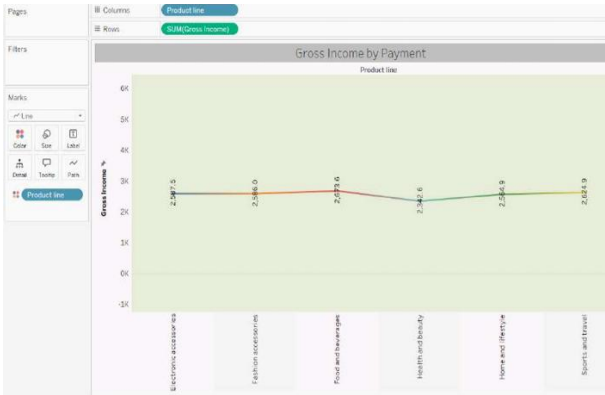 Pages
Columns
Product line
Rows
SUM(Gross Income)
Filters
Gross Income by Payment
Product line
Marks
Line
Color
Size
Label
Detail
Tooltip
Path
Product line
Gross Income
6K
5K
4K
3K
2K
1K
0K
-1K
2,587.5
2,586.0
2,673.6
2,342.6
2,564.9
2,624.9
Electronic accessories
Fashion accessories
Food and beverages
Health and beauty
Home and lifestyle
Sports and travel